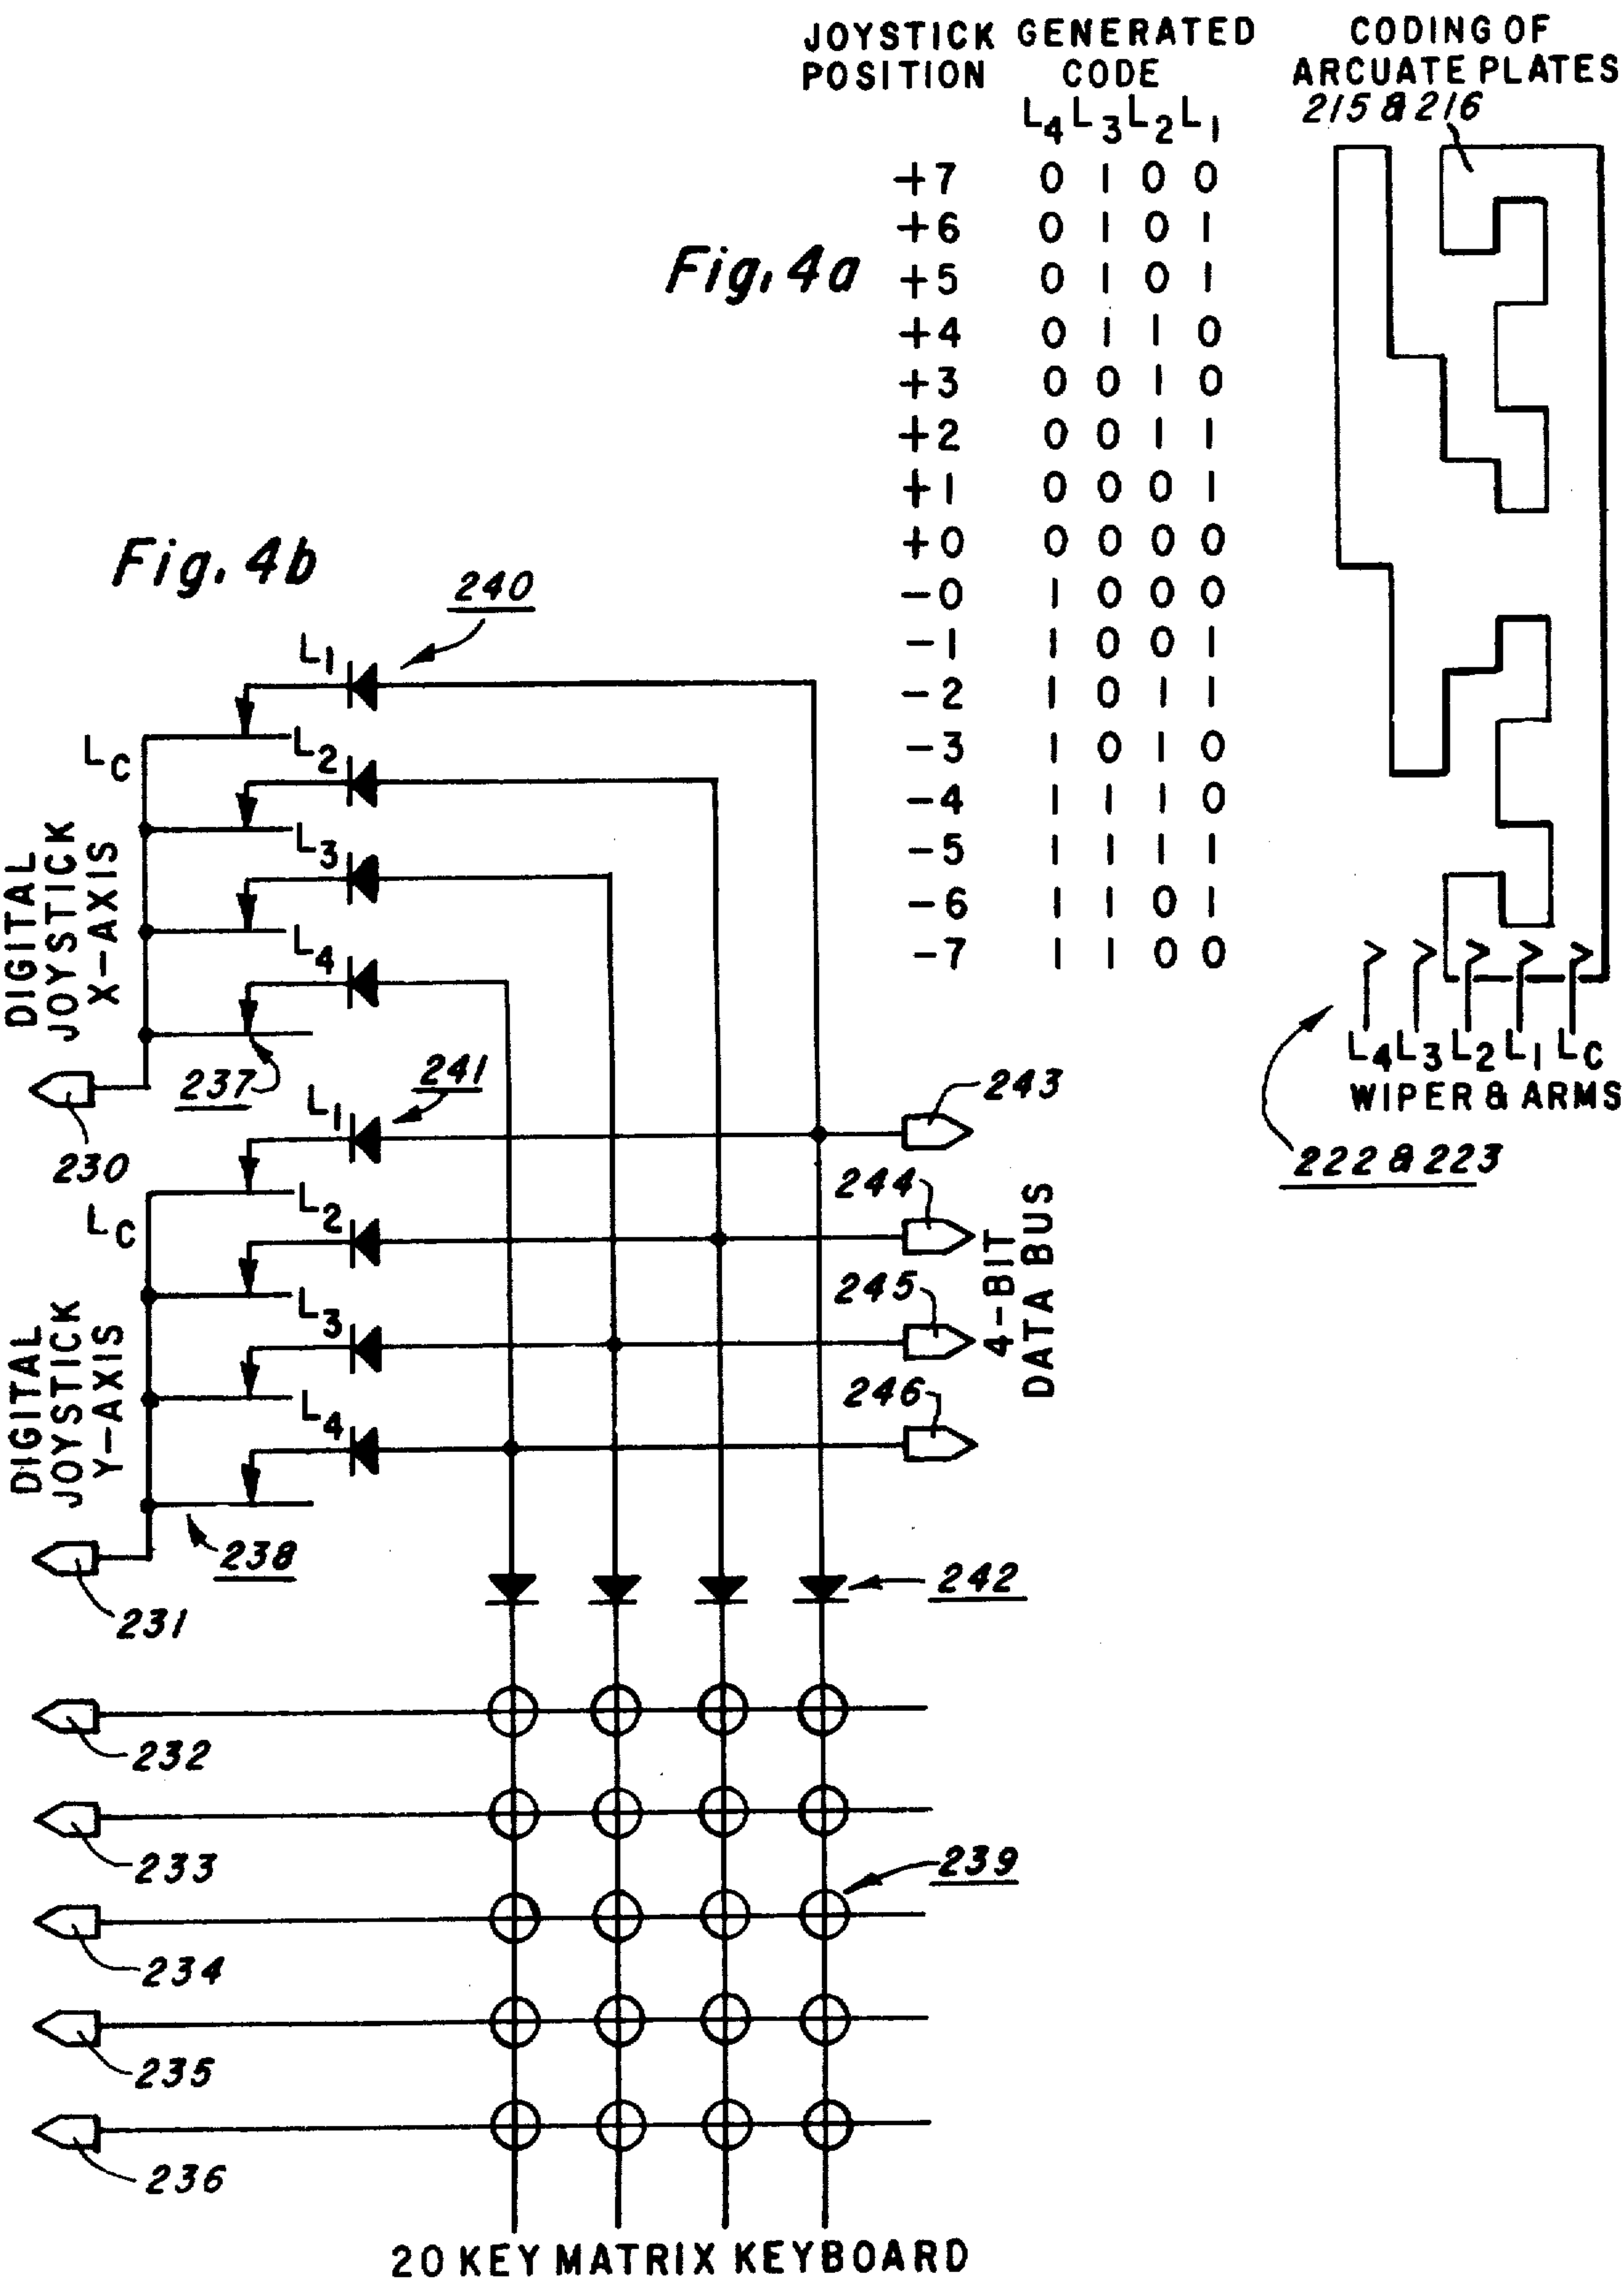 JOYSTICK POSITION
GENERATED CODE
L4 L3 L2 L1
+7 0 1 0 0
+6 0 1 0 1
+5 0 1 0 1
+4 0 1 1 0
+3 0 0 1 0
+2 0 0 1 1
+1 0 0 0 1
+0 0 0 0 0
-0 1 0 0 0
-1 1 0 0 1
-2 1 0 1 1
-3 1 0 1 0
-4 1 1 1 0
-5 1 1 1 1
-6 1 1 0 1
-7 1 1 0 0
CODING OF
ARCUATE PLATES
215 & 216
L4 L3 L2 L1 LC
WIPER & ARMS
222 & 223
Fig. 4a
Fig. 4b
240
L1
LC
L2
L3
L4
DIGITAL
JOYSTICK
X-AXIS
237
230
241
L1
LC
L2
L3
L4
DIGITAL
JOYSTICK
Y-AXIS
238
231
243
244
245
246
4-BIT
DATA BUS
242
232
233
239
234
235
236
20 KEY MATRIX KEYBOARD